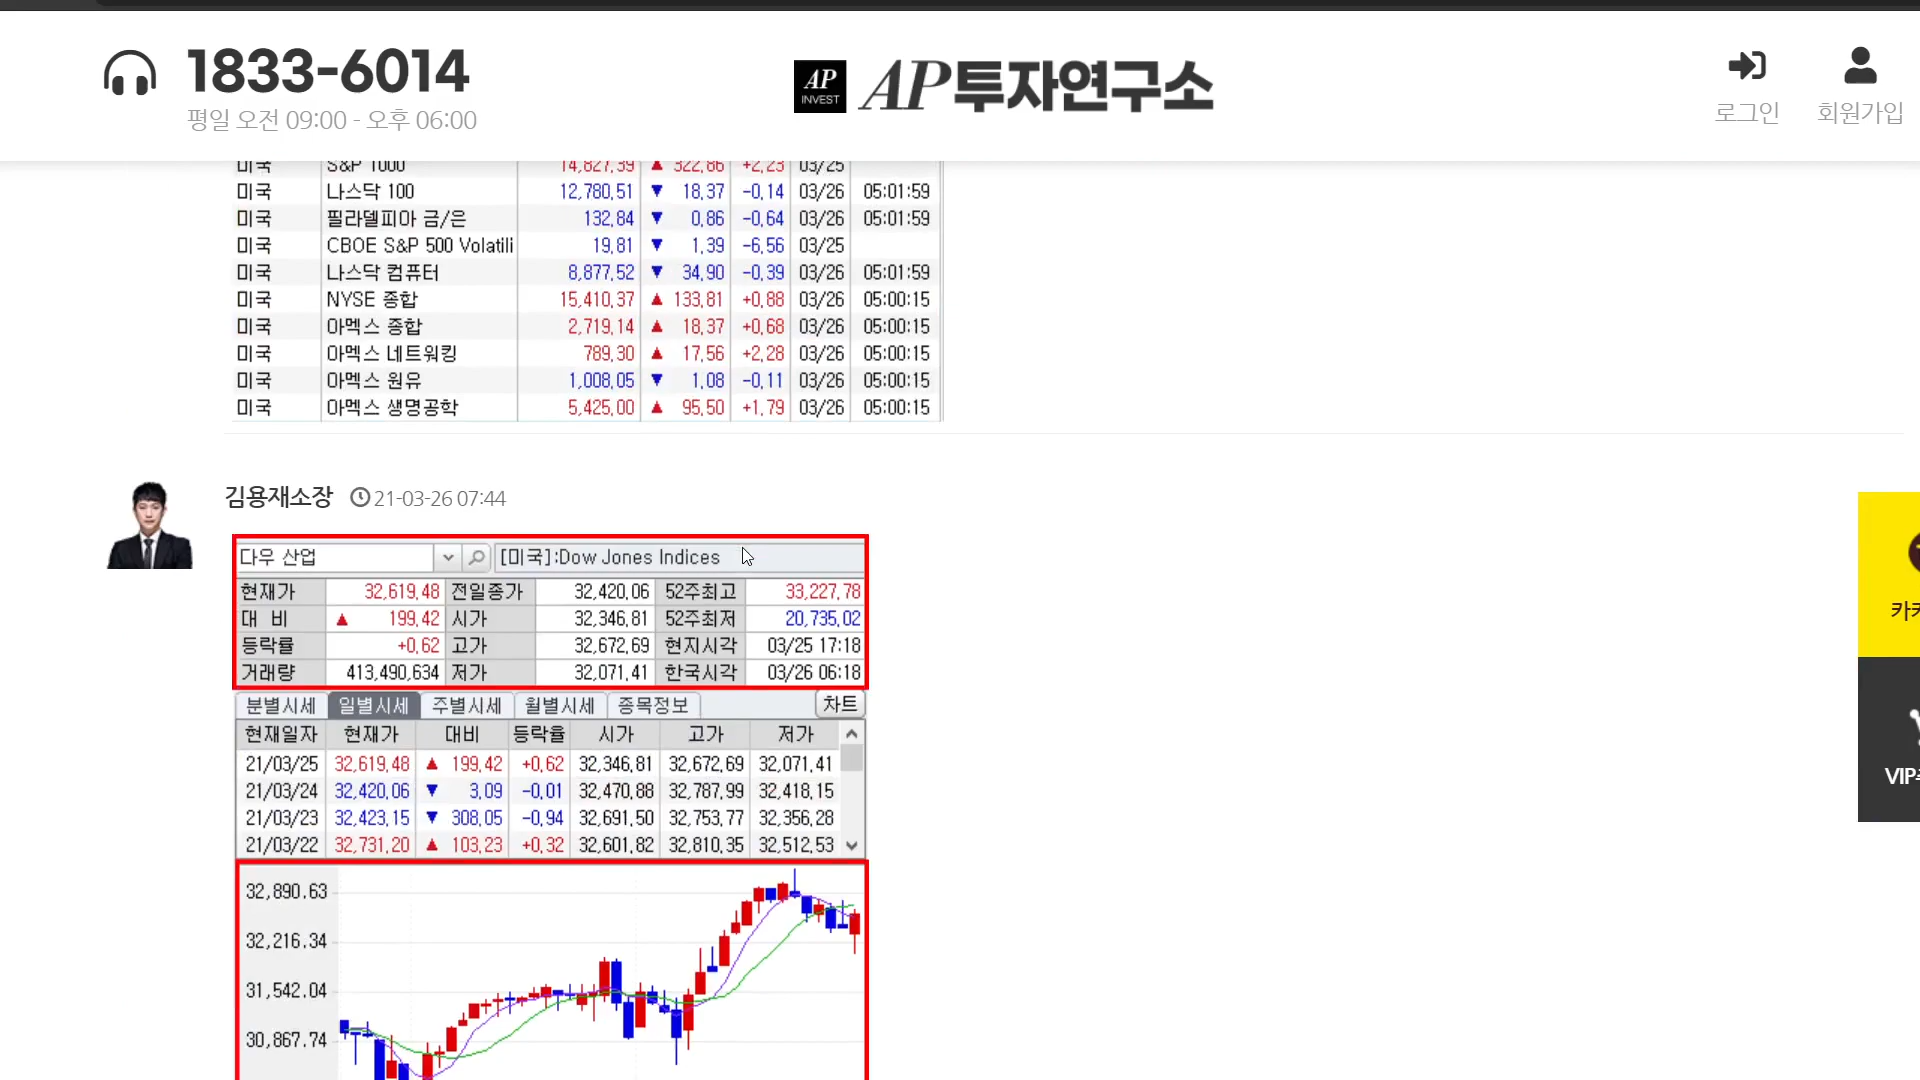 1833-6014
평일 오전 09:00 - 오후 06:00
AP INVEST
AP투자연구소
로그인
회원가입
미국 S&P 1000 14,827,39 ▲ 322,86 +2,23 03/25
미국 나스닥 100 12,780,51 ▼ 18,37 -0,14 03/26 05:01:59
미국 필라델피아 금/은 132,84 ▼ 0,86 -0,64 03/26 05:01:59
미국 CBOE S&P 500 Volatili 19,81 ▼ 1,39 -6,56 03/25
미국 나스닥 컴퓨터 8,877,52 ▼ 34,90 -0,39 03/26 05:01:59
미국 NYSE 종합 15,410,37 ▲ 133,81 +0,88 03/26 05:00:15
미국 아멕스 종합 2,719,14 ▲ 18,37 +0,68 03/26 05:00:15
미국 아멕스 네트워킹 789,30 ▲ 17,56 +2,28 03/26 05:00:15
미국 아멕스 원유 1,008,05 ▼ 1,08 -0,11 03/26 05:00:15
미국 아멕스 생명공학 5,425,00 ▲ 95,50 +1,79 03/26 05:00:15
김용재소장 21-03-26 07:44
다우 산업 [미국]:Dow Jones Indices
현재가 32,619,48 전일종가 32,420,06 52주최고 33,227,78
대 비 ▲ 199,42 시가 32,346,81 52주최저 20,735,02
등락률 +0,62 고가 32,672,69 현지시각 03/25 17:18
거래량 413,490,634 저가 32,071,41 한국시각 03/26 06:18
분별시세 일별시세 주별시세 월별시세 종목정보 차트
현재일자 현재가 대비 등락율 시가 고가 저가
21/03/25 32,619,48 ▲ 199,42 +0,62 32,346,81 32,672,69 32,071,41
21/03/24 32,420,06 ▼ 3,09 -0,01 32,470,88 32,787,99 32,418,15
21/03/23 32,423,15 ▼ 308,05 -0,94 32,691,50 32,753,77 32,356,28
21/03/22 32,731,20 ▲ 103,23 +0,32 32,601,82 32,810,35 32,512,53
32,890.63
32,216.34
31,542.04
30,867.74
VIP